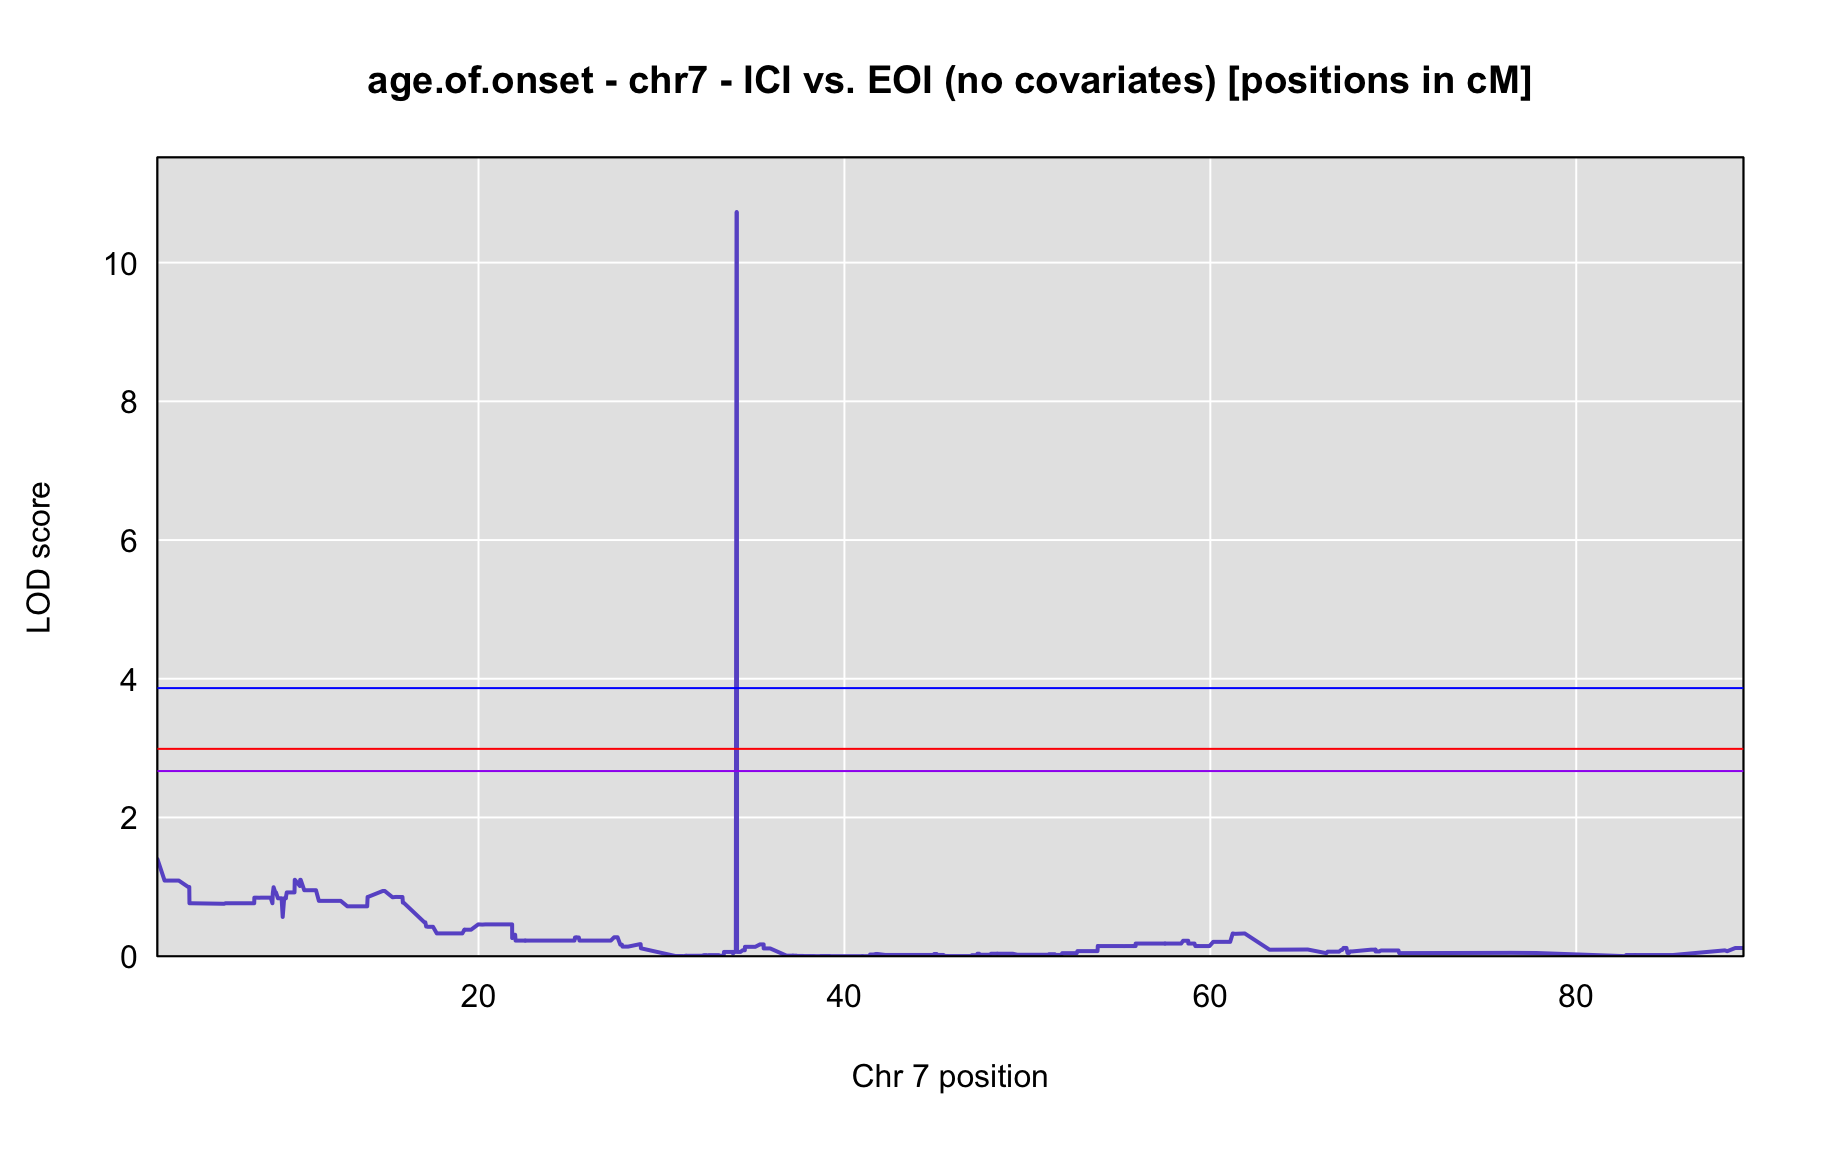 age.of.onset - chr7 - ICI vs. EOI (no covariates) [positions in cM]
LOD score
10
8
6
4
2
0
20 40 60 80
Chr 7 position